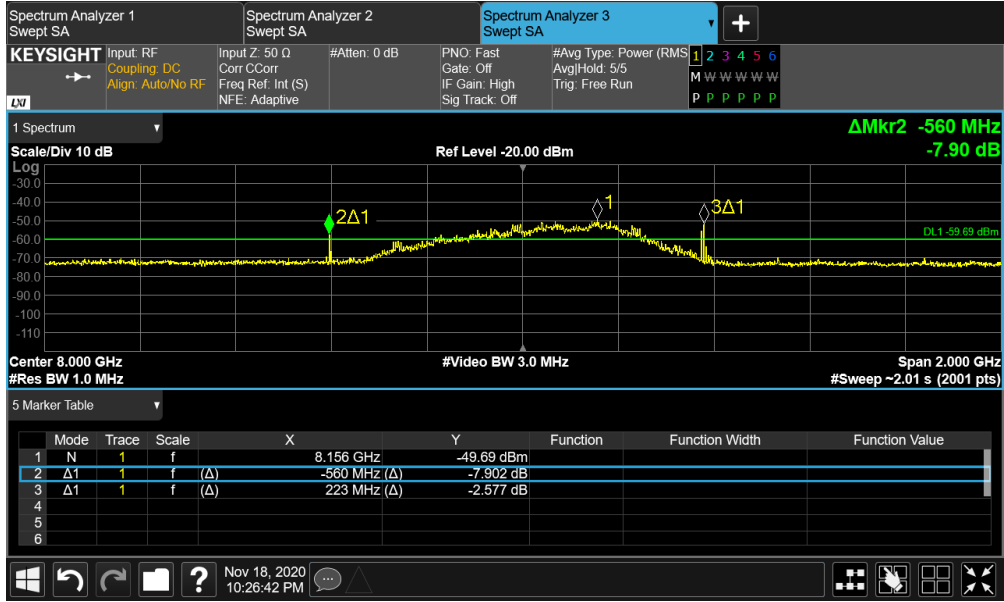 Spectrum Analyzer 1
Swept SA
Spectrum Analyzer 2
Swept SA
Spectrum Analyzer 3
Swept SA
▼
+
KEYSIGHT
LXI
Input: RF
Coupling: DC
Align: Auto/No RF
Input Z: 50 Ω
Corr CCorr
Freq Ref: Int (S)
NFE: Adaptive
#Atten: 0 dB
PNO: Fast
Gate: Off
IF Gain: High
Sig Track: Off
#Avg Type: Power (RMS
Avg|Hold: 5/5
Trig: Free Run
1 2 3 4 5 6
M W W W W W
P P P P P P
1 Spectrum ▼
ΔMkr2 -560 MHz
-7.90 dB
Scale/Div 10 dB
Ref Level -20.00 dBm
Log
-30.0
-40.0
-50.0
-60.0
-70.0
-80.0
-90.0
-100
-110
2Δ1
1
3Δ1
DL1 -59.69 dBm
Center 8.000 GHz
#Video BW 3.0 MHz
Span 2.000 GHz
#Res BW 1.0 MHz
#Sweep ~2.01 s (2001 pts)
5 Marker Table ▼
Mode Trace Scale X Y Function Function Width Function Value
1 N 1 f 8.156 GHz -49.69 dBm
2 Δ1 1 f (Δ) -560 MHz (Δ) -7.902 dB
3 Δ1 1 f (Δ) 223 MHz (Δ) -2.577 dB
4
5
6
?
Nov 18, 2020
10:26:42 PM